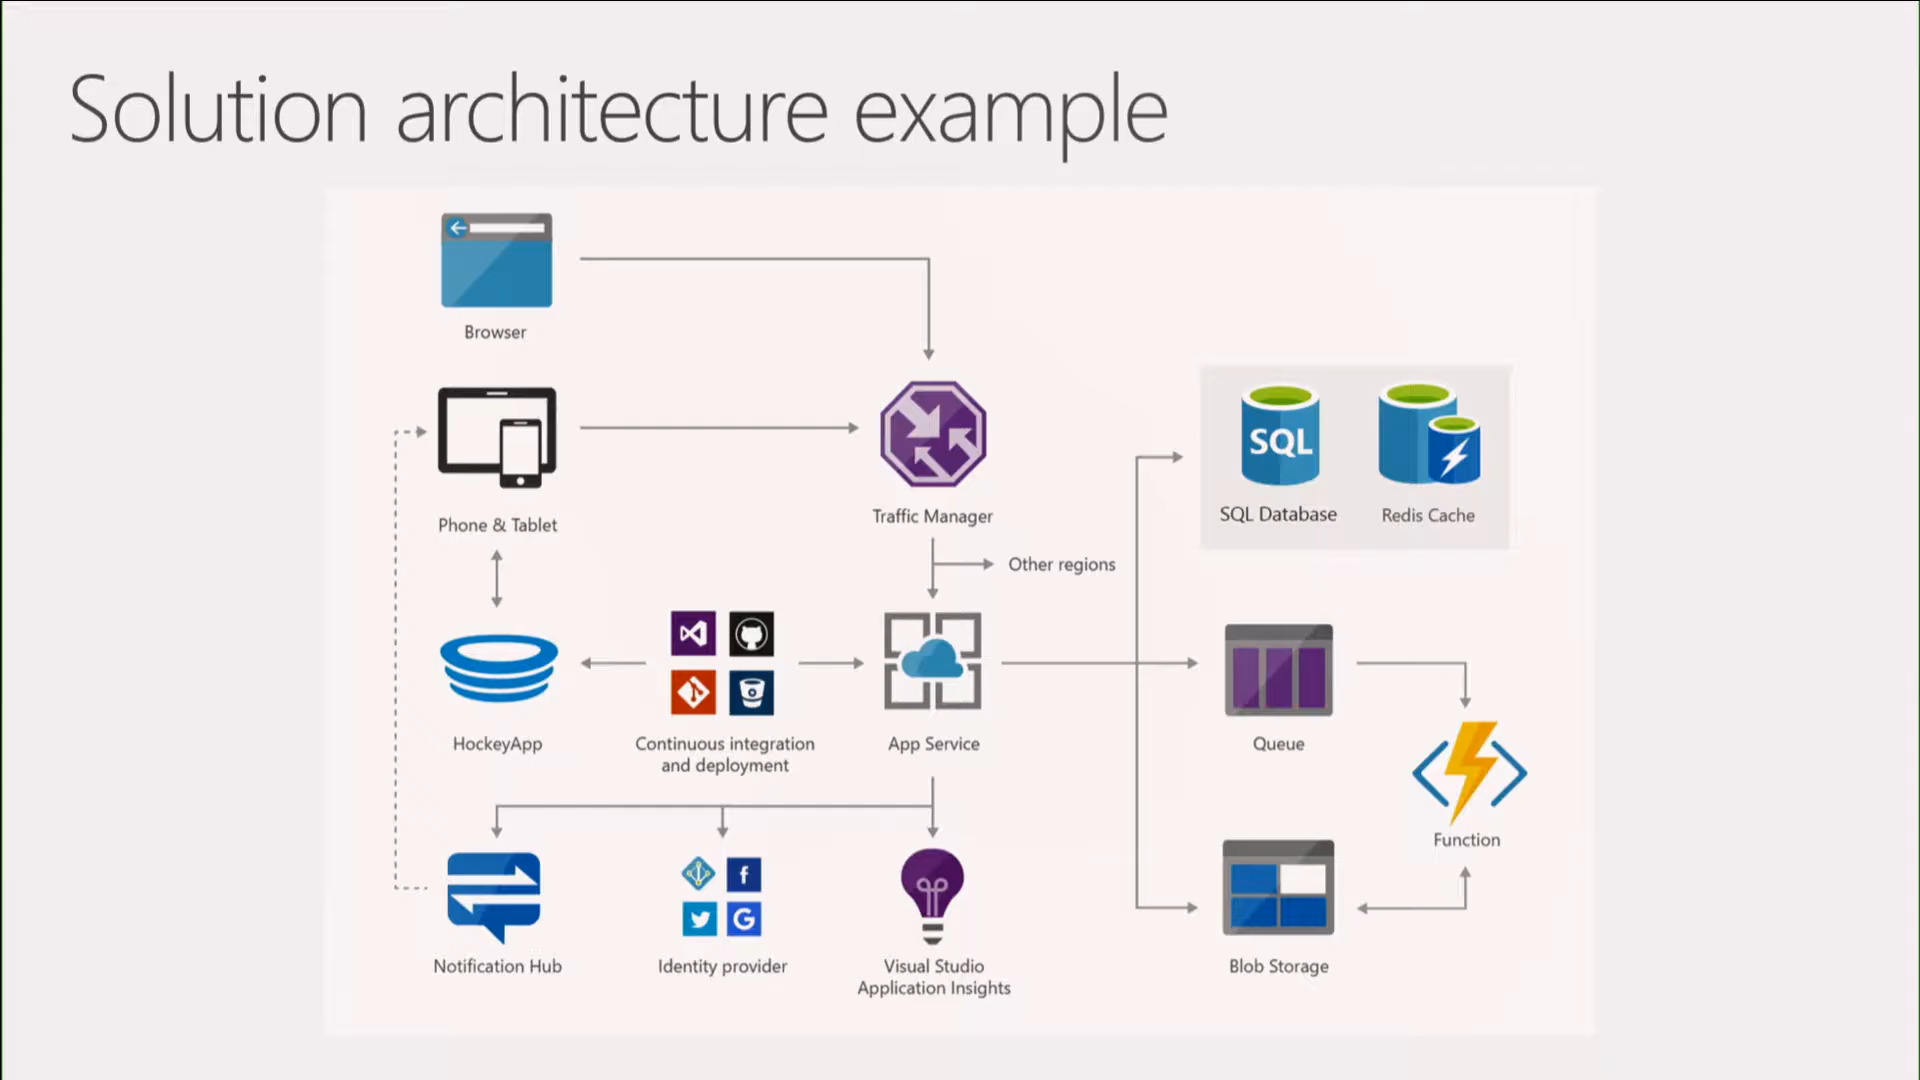 Solution architecture example
Browser
Phone & Tablet
Traffic Manager
SQL
SQL Database
Redis Cache
Other regions
HockeyApp
Continuous integration
and deployment
App Service
Queue
Function
Notification Hub
f
G
Identity provider
Visual Studio
Application Insights
Blob Storage